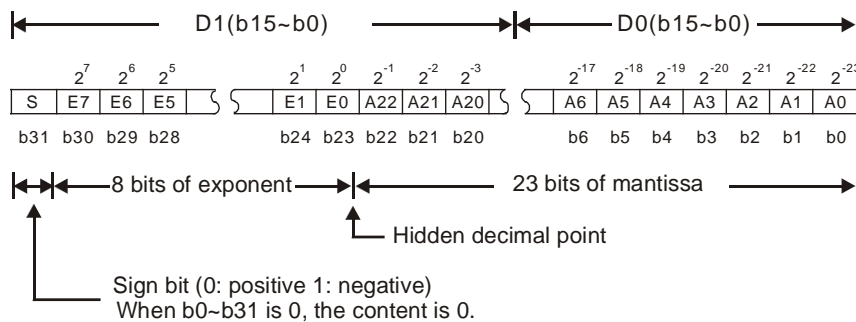 D1(b15~b0) D0(b15~b0)
2^7 2^6 2^5 2^1 2^0 2^-1 2^-2 2^-3 2^-17 2^-18 2^-19 2^-20 2^-21 2^-22 2^-23
S E7 E6 E5 E1 E0 A22 A21 A20 A6 A5 A4 A3 A2 A1 A0
b31 b30 b29 b28 b24 b23 b22 b21 b20 b6 b5 b4 b3 b2 b1 b0
8 bits of exponent 23 bits of mantissa
Hidden decimal point
Sign bit (0: positive 1: negative)
When b0~b31 is 0, the content is 0.